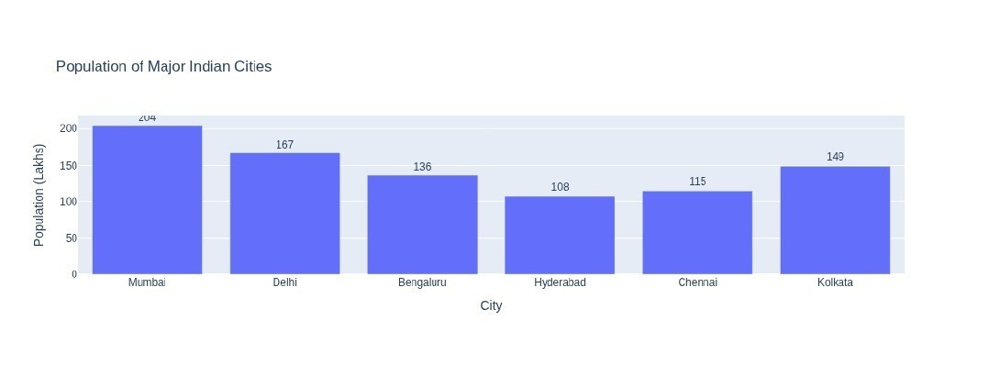 Population of Major Indian Cities
204
167
136
108
115
149
200
150
100
50
0
Population (Lakhs)
Mumbai
Delhi
Bengaluru
Hyderabad
Chennai
Kolkata
City